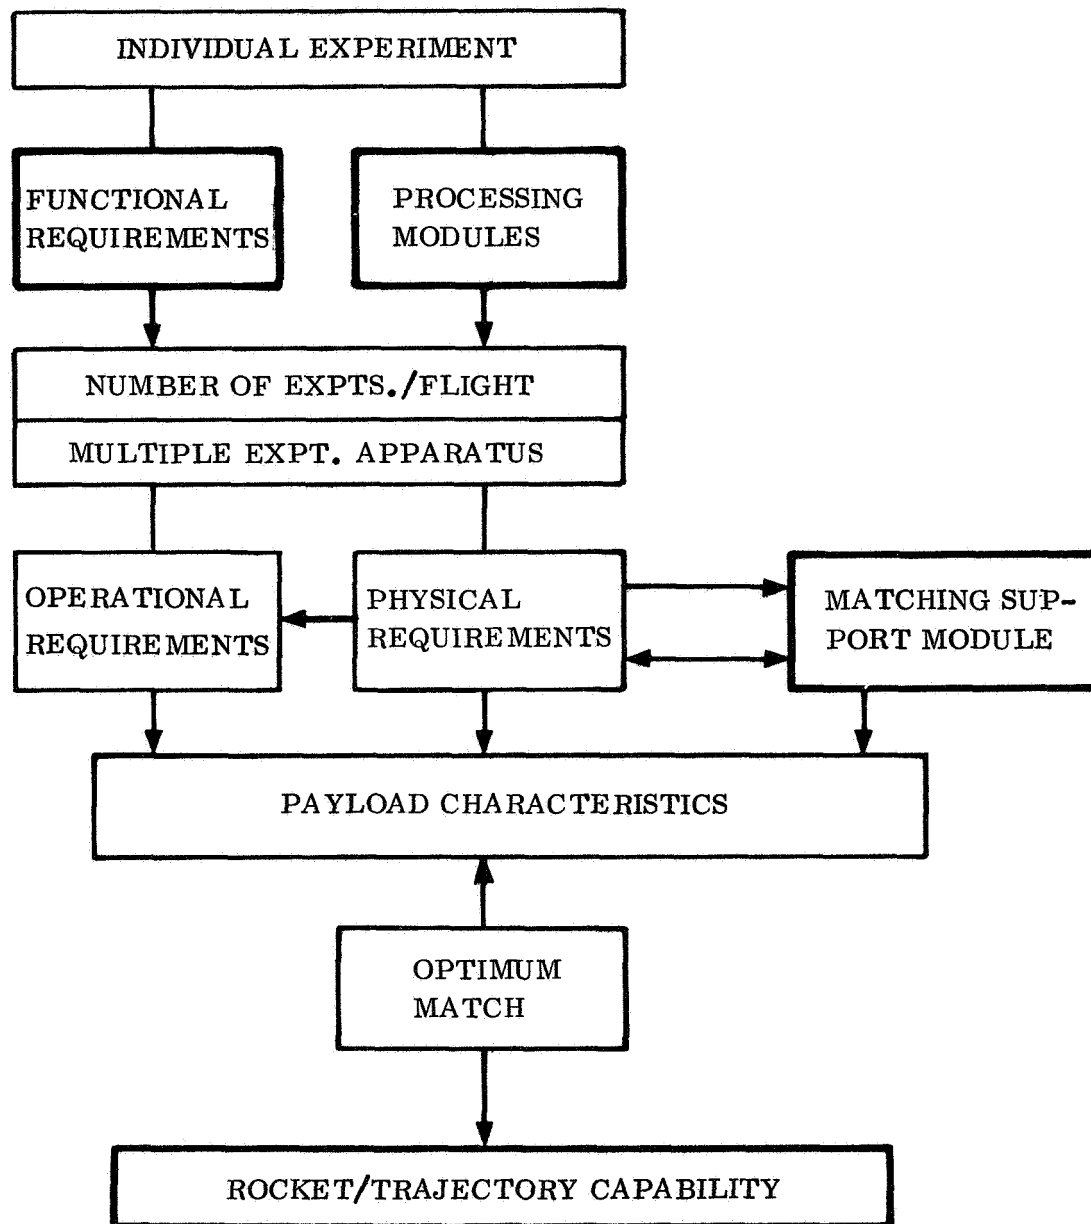 INDIVIDUAL EXPERIMENT
FUNCTIONAL
REQUIREMENTS
PROCESSING
MODULES
NUMBER OF EXPTS./FLIGHT
MULTIPLE EXPT. APPARATUS
OPERATIONAL
REQUIREMENTS
PHYSICAL
REQUIREMENTS
MATCHING SUP-
PORT MODULE
PAYLOAD CHARACTERISTICS
OPTIMUM
MATCH
ROCKET/TRAJECTORY CAPABILITY